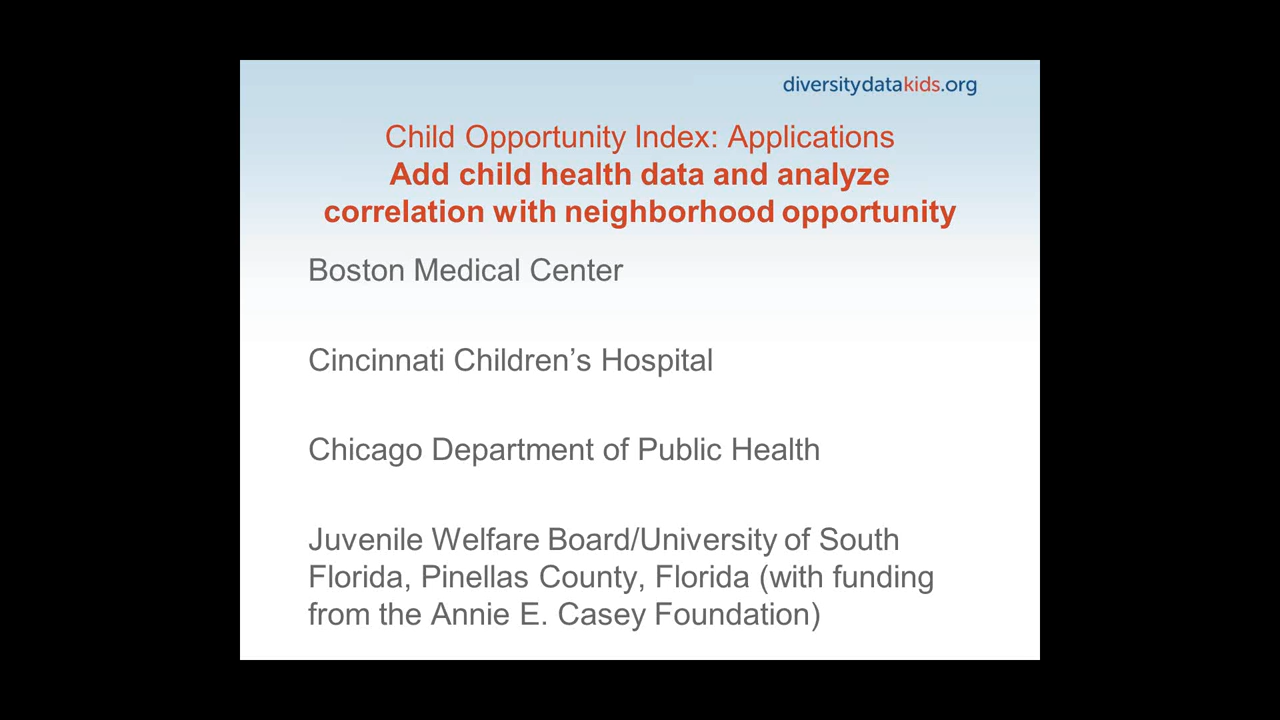 diversitydatakids.org
Child Opportunity Index: Applications
Add child health data and analyze
correlation with neighborhood opportunity
Boston Medical Center
Cincinnati Children’s Hospital
Chicago Department of Public Health
Juvenile Welfare Board/University of South
Florida, Pinellas County, Florida (with funding
from the Annie E. Casey Foundation)